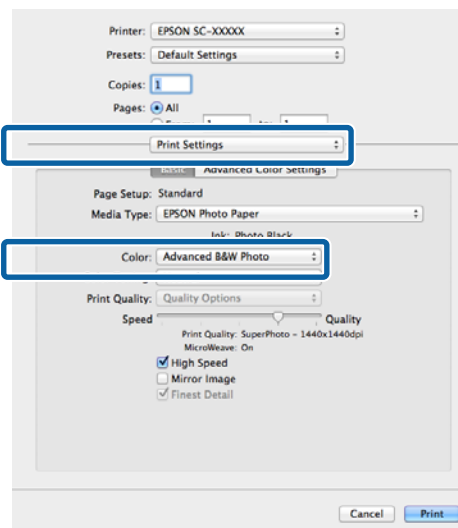 Printer: EPSON SC-XXXXX
Presets: Default Settings
Copies: 1
Pages: All
Print Settings
Basic Advanced Color Settings
Page Setup: Standard
Media Type: EPSON Photo Paper
Ink: Photo Black
Color: Advanced B&W Photo
Print Quality: Quality Options
Speed Quality
Print Quality: SuperPhoto - 1440x1440dpi
MicroWeave: On
High Speed
Mirror Image
Finest Detail
Cancel Print